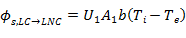 ϕs,LC→LNC = U1A1b(Ti − Te)